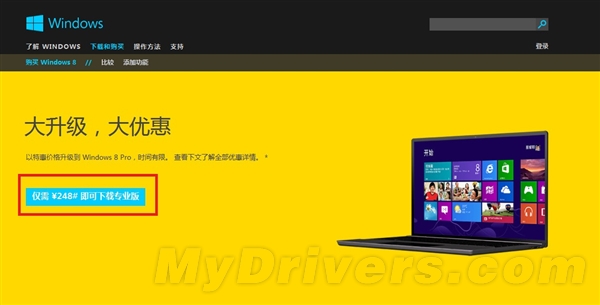 Windows
了解 WINDOWS 下载和购买 操作方法 支持
登录
购买 Windows 8 // 比较 添加功能
大升级，大优惠
以特惠价格升级到 Windows 8 Pro．时间有限。 查看下文了解全部优惠详情。 *
仅需 ¥248# 即可下载专业版
开始
MyDrivers.com